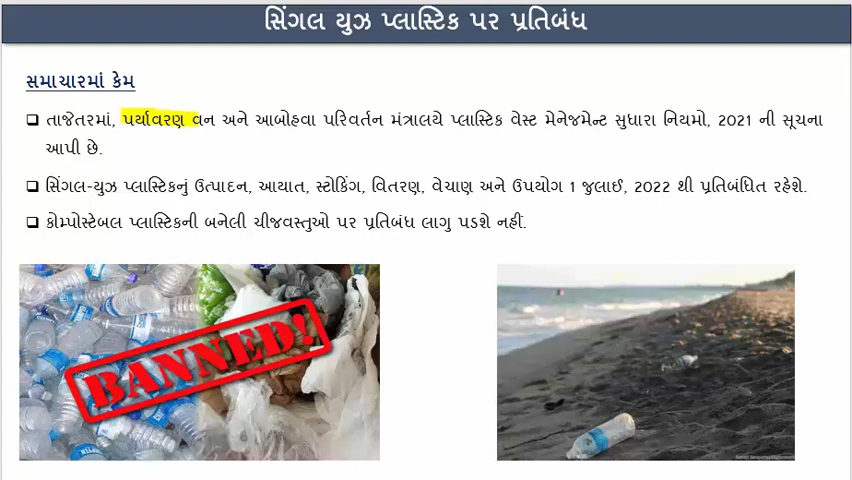 સિંગલ યુઝ પ્લાસ્ટિક પર પ્રતિબંધ
સમાચારમાં કેમ
❑ તાજેતરમાં, પર્યાવરણ વન અને આબોહવા પરિવર્તન મંત્રાલયે પ્લાસ્ટિક વેસ્ટ મેનેજમેન્ટ સુધારા નિયમો, 2021 ની સૂચના
આપી છે.
❑ સિંગલ-યુઝ પ્લાસ્ટિકનું ઉત્પાદન, આયાત, સ્ટોકિંગ, વિતરણ, વેચાણ અને ઉપયોગ 1 જુલાઈ, 2022 થી પ્રતિબંધિત રહેશે.
❑ કોમ્પોસ્ટેબલ પ્લાસ્ટિકની બનેલી ચીજવસ્તુઓ પર પ્રતિબંધ લાગુ પડશે નહીં.
BANNED!